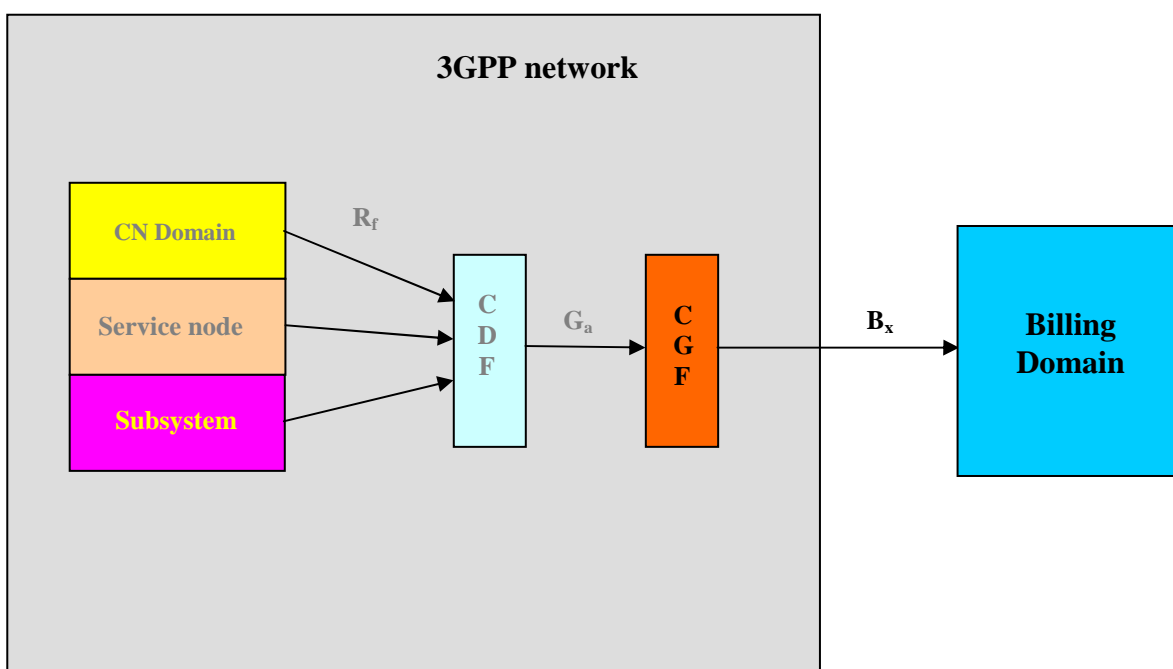 3GPP network
CN Domain
Service node
Subsystem
Rf
C
D
F
Ga
C
G
F
Bx
Billing
Domain